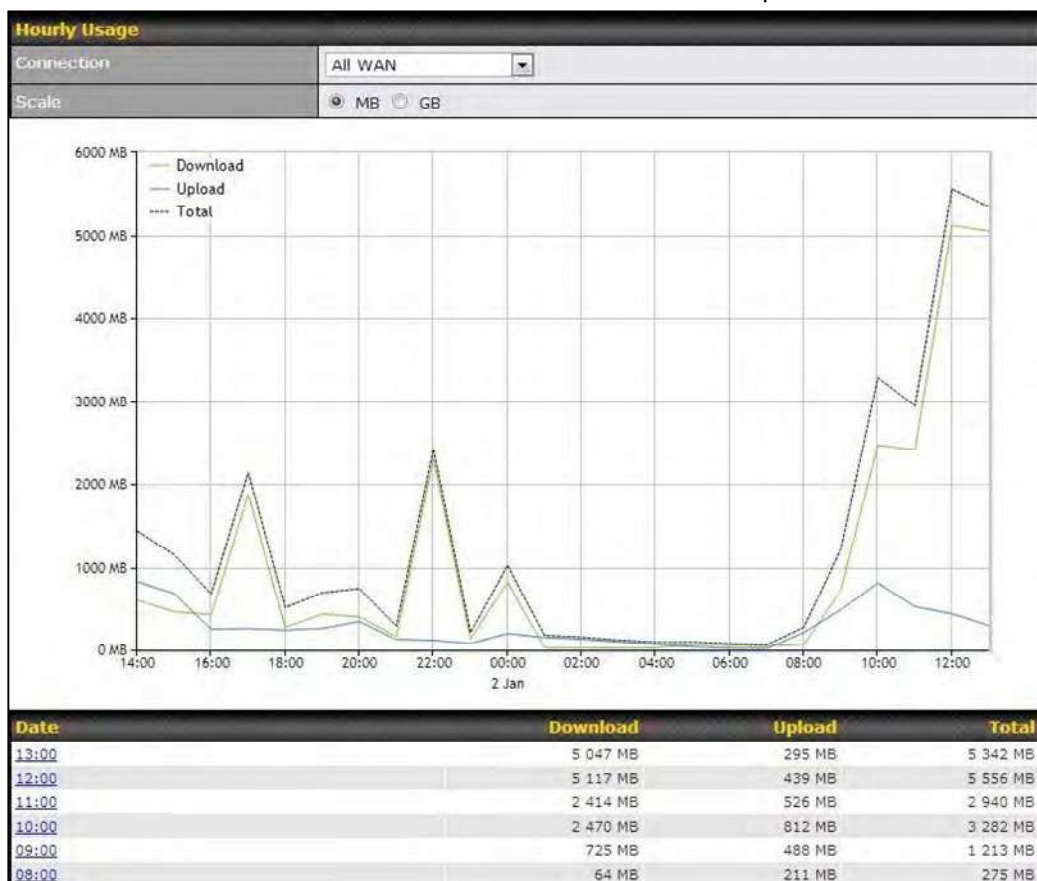 Hourly Usage
Connection All WAN
Scale MB GB
6000 MB
5000 MB
4000 MB
3000 MB
2000 MB
1000 MB
0 MB
Download
Upload
Total
14:00 16:00 18:00 20:00 22:00 00:00 02:00 04:00 06:00 08:00 10:00 12:00
2 Jan
Date Download Upload Total
13:00 5 047 MB 295 MB 5 342 MB
12:00 5 117 MB 439 MB 5 556 MB
11:00 2 414 MB 526 MB 2 940 MB
10:00 2 470 MB 812 MB 3 282 MB
09:00 725 MB 488 MB 1 213 MB
08:00 64 MB 211 MB 275 MB